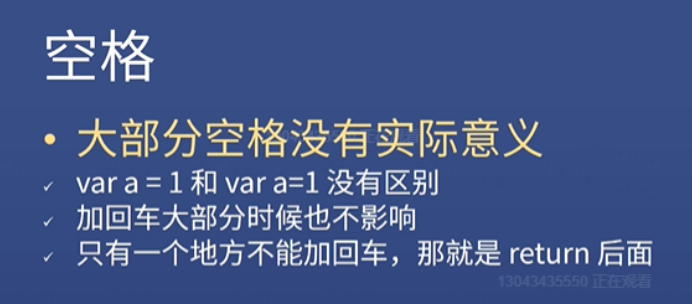 空格
• 大部分空格没有实际意义
✓ var a = 1 和 var a=1 没有区别
✓ 加回车大部分时候也不影响
✓ 只有一个地方不能加回车，那就是 return 后面
13043435550 正在观看